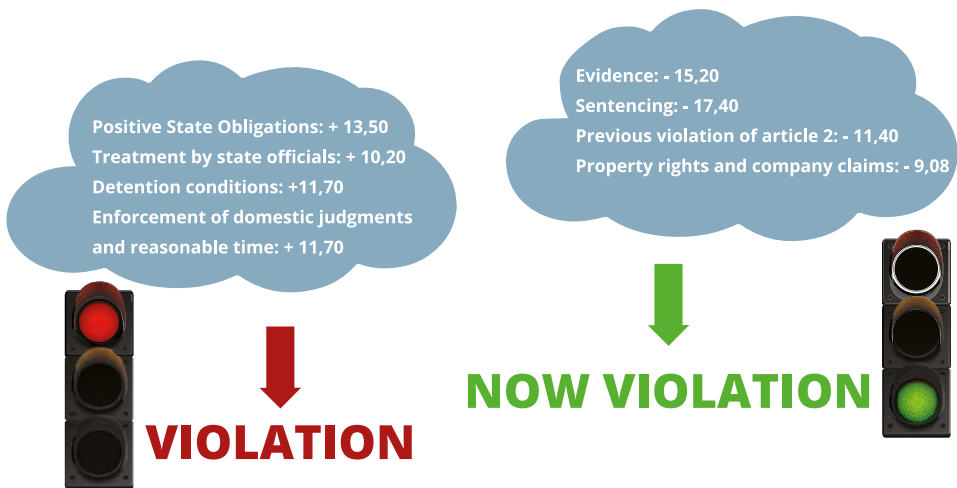 Positive State Obligations: + 13,50
Treatment by state officials: + 10,20
Detention conditions: +11,70
Enforcement of domestic judgments
and reasonable time: + 11,70
VIOLATION
Evidence: - 15,20
Sentencing: - 17,40
Previous violation of article 2: - 11,40
Property rights and company claims: - 9,08
NOW VIOLATION